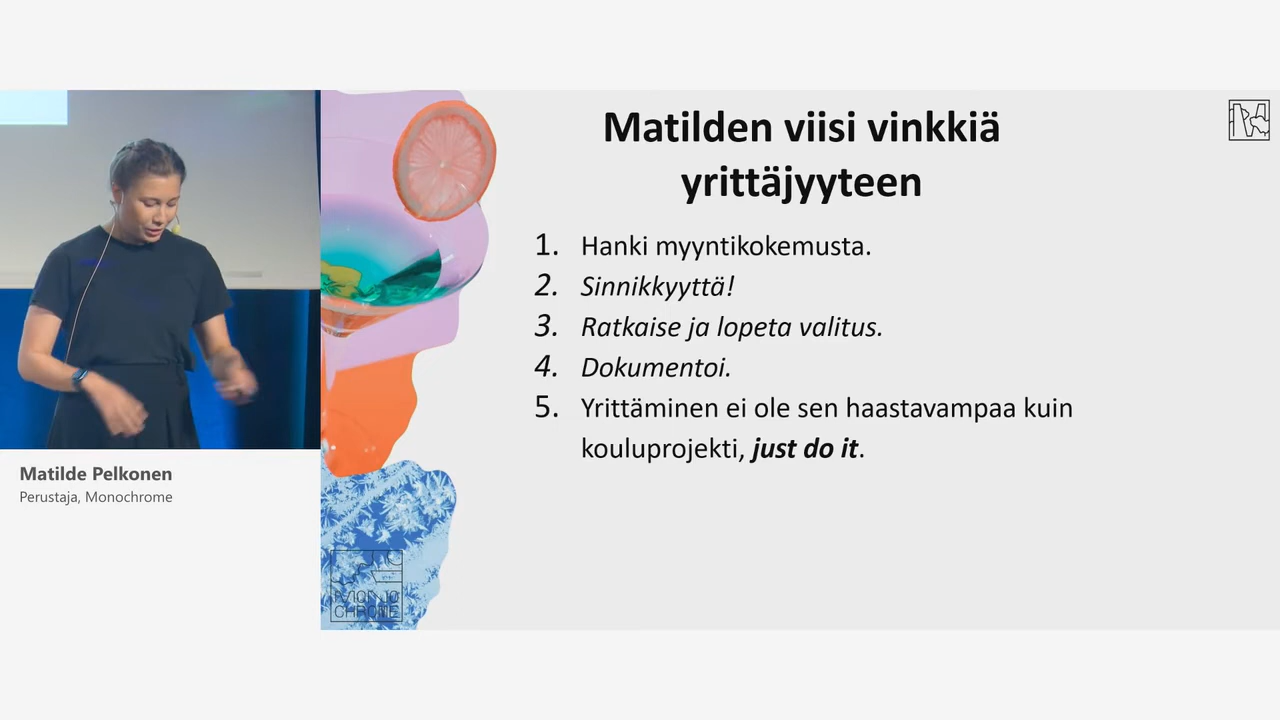 Matilden viisi vinkkiä
yrittäjyyteen
1. Hanki myyntikokemusta.
2. Sinnikkyyttä!
3. Ratkaise ja lopeta valitus.
4. Dokumentoi.
5. Yrittäminen ei ole sen haastavampaa kuin
kouluprojekti, just do it.
Matilde Pelkonen
Perustaja, Monochrome
MONO
CHROME